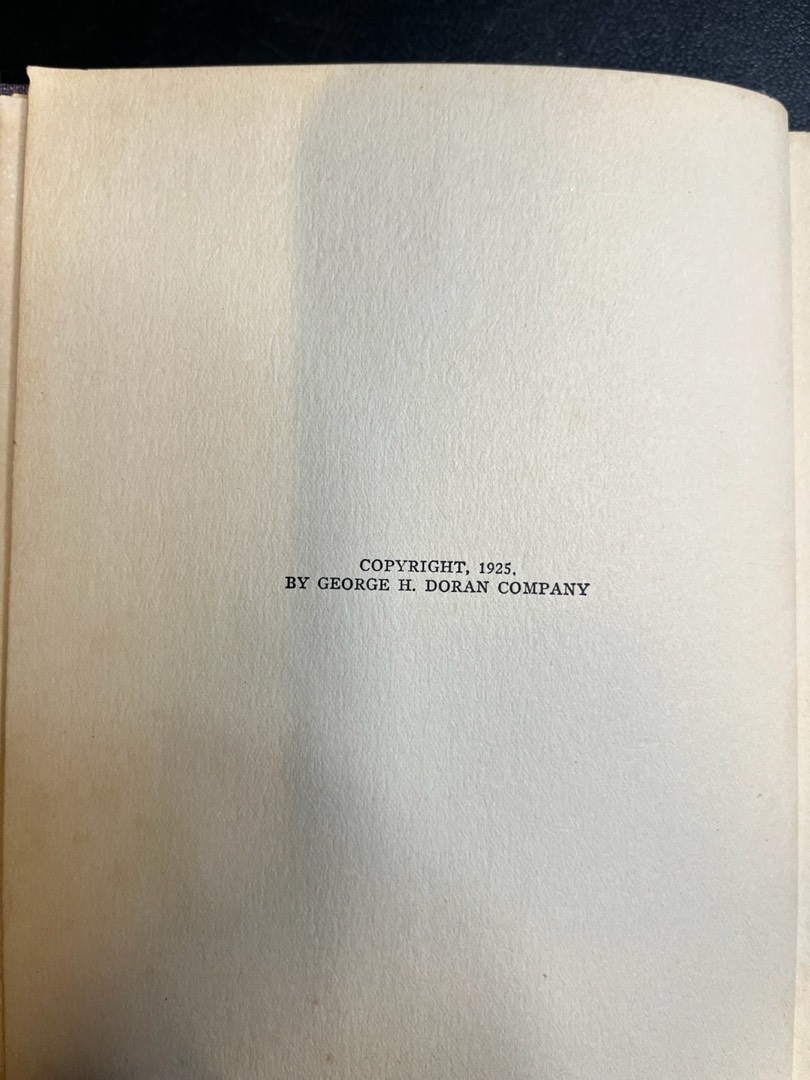 COPYRIGHT, 1925,
BY GEORGE H. DORAN COMPANY